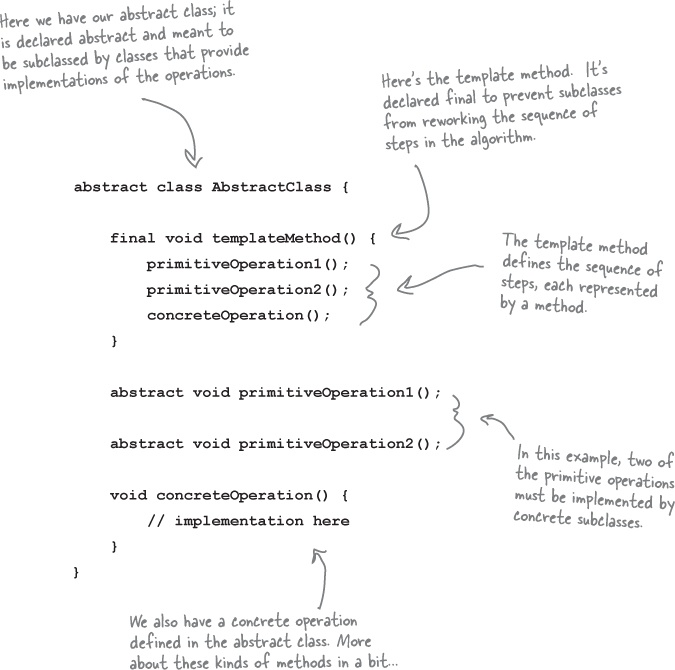 Here we have our abstract class; it
is declared abstract and meant to
be subclassed by classes that provide
implementations of the operations.
Here's the template method. It's
declared final to prevent subclasses
from reworking the sequence of
steps in the algorithm.
abstract class AbstractClass {
final void templateMethod() {
primitiveOperation1();
primitiveOperation2();
concreteOperation();
}
The template method
defines the sequence of
steps, each represented
by a method.
abstract void primitiveOperation1();
abstract void primitiveOperation2();
In this example, two of
the primitive operations
must be implemented by
concrete subclasses.
void concreteOperation() {
// implementation here
}
}
We also have a concrete operation
defined in the abstract class. More
about these kinds of methods in a bit...